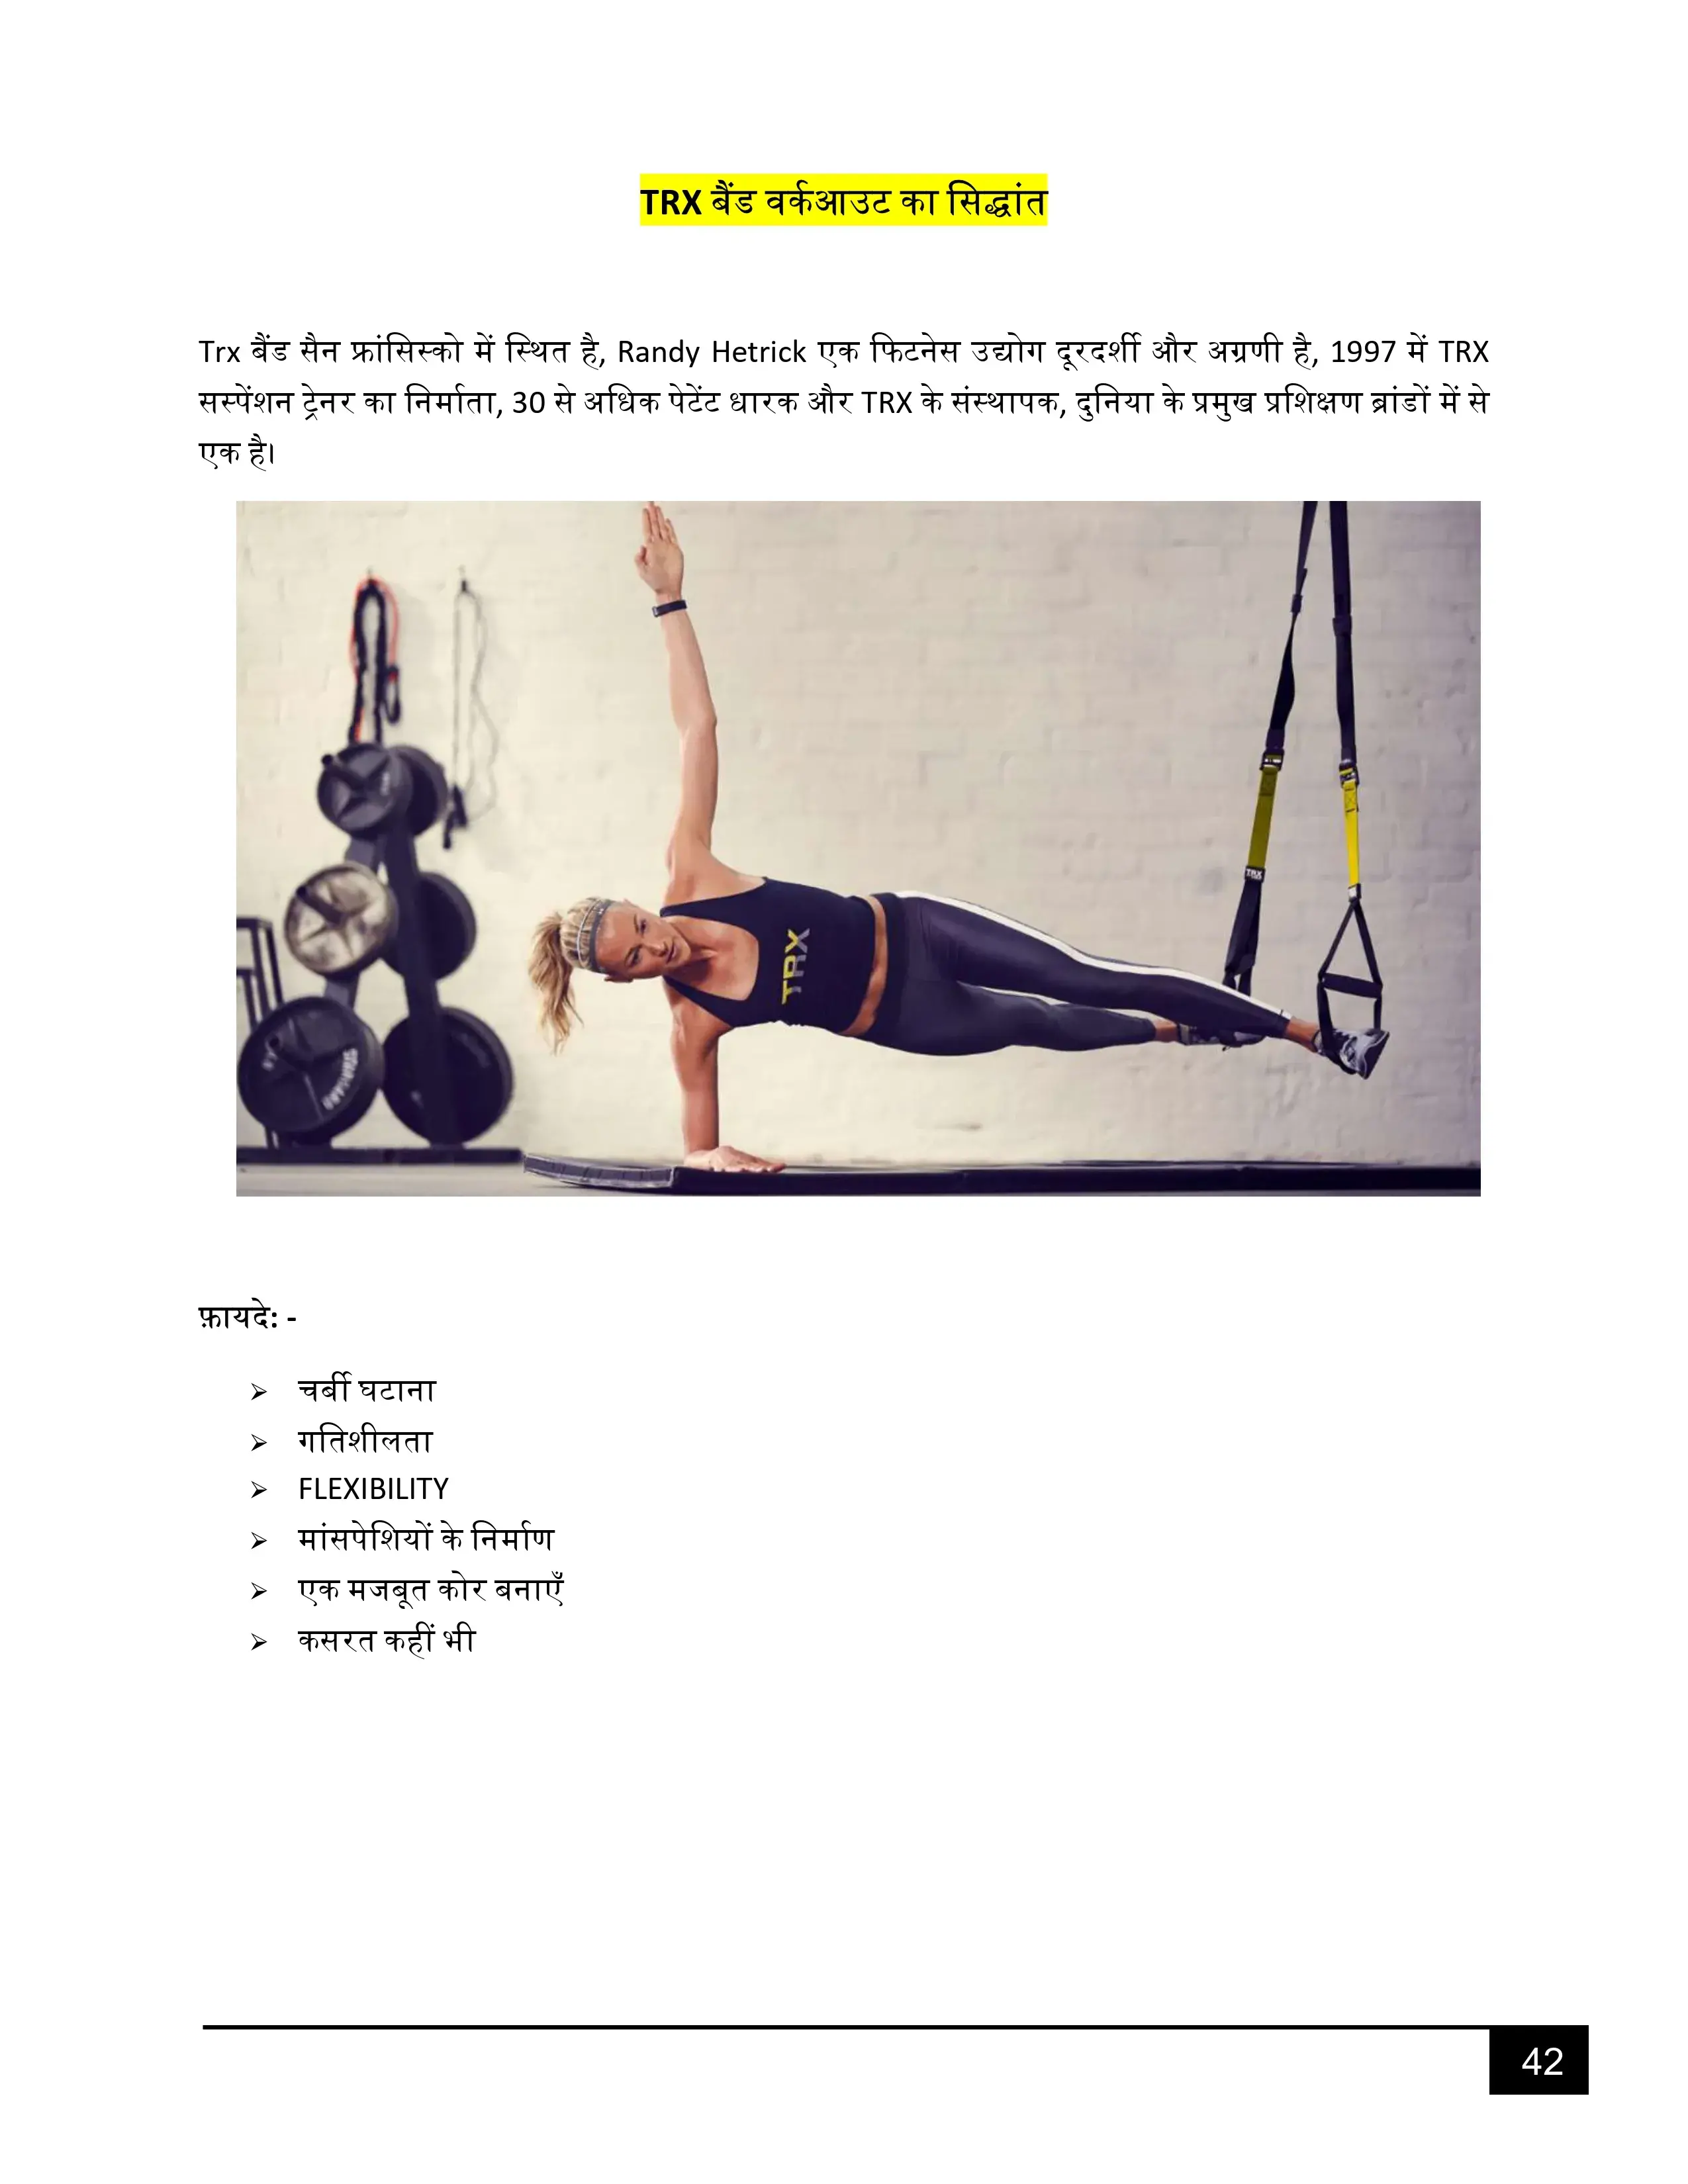 TRX बैंड वर्कआउट का सिद्धांत
Trx बैंड सैन फ्रांसिस्को में स्थित है, Randy Hetrick एक फिटनेस उद्योग दूरदर्शी और अग्रणी है, 1997 में TRX
सस्पेंशन ट्रेनर का निर्माता, 30 से अधिक पेटेंट धारक और TRX के संस्थापक, दुनिया के प्रमुख प्रशिक्षण ब्रांडों में से
एक है।
TRX
TRX
फ़ायदे: -
➢ चर्बी घटाना
➢ गतिशीलता
➢ FLEXIBILITY
➢ मांसपेशियों के निर्माण
➢ एक मजबूत कोर बनाएँ
➢ कसरत कहीं भी
42